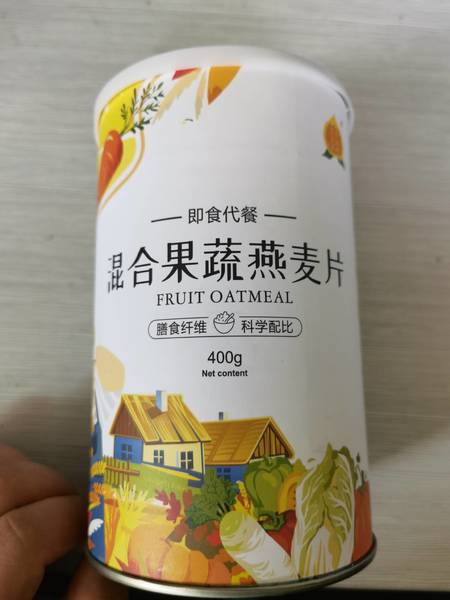 即食代餐
混合果蔬燕麦片
FRUIT OATMEAL
膳食纤维 科学配比
400g
Net content